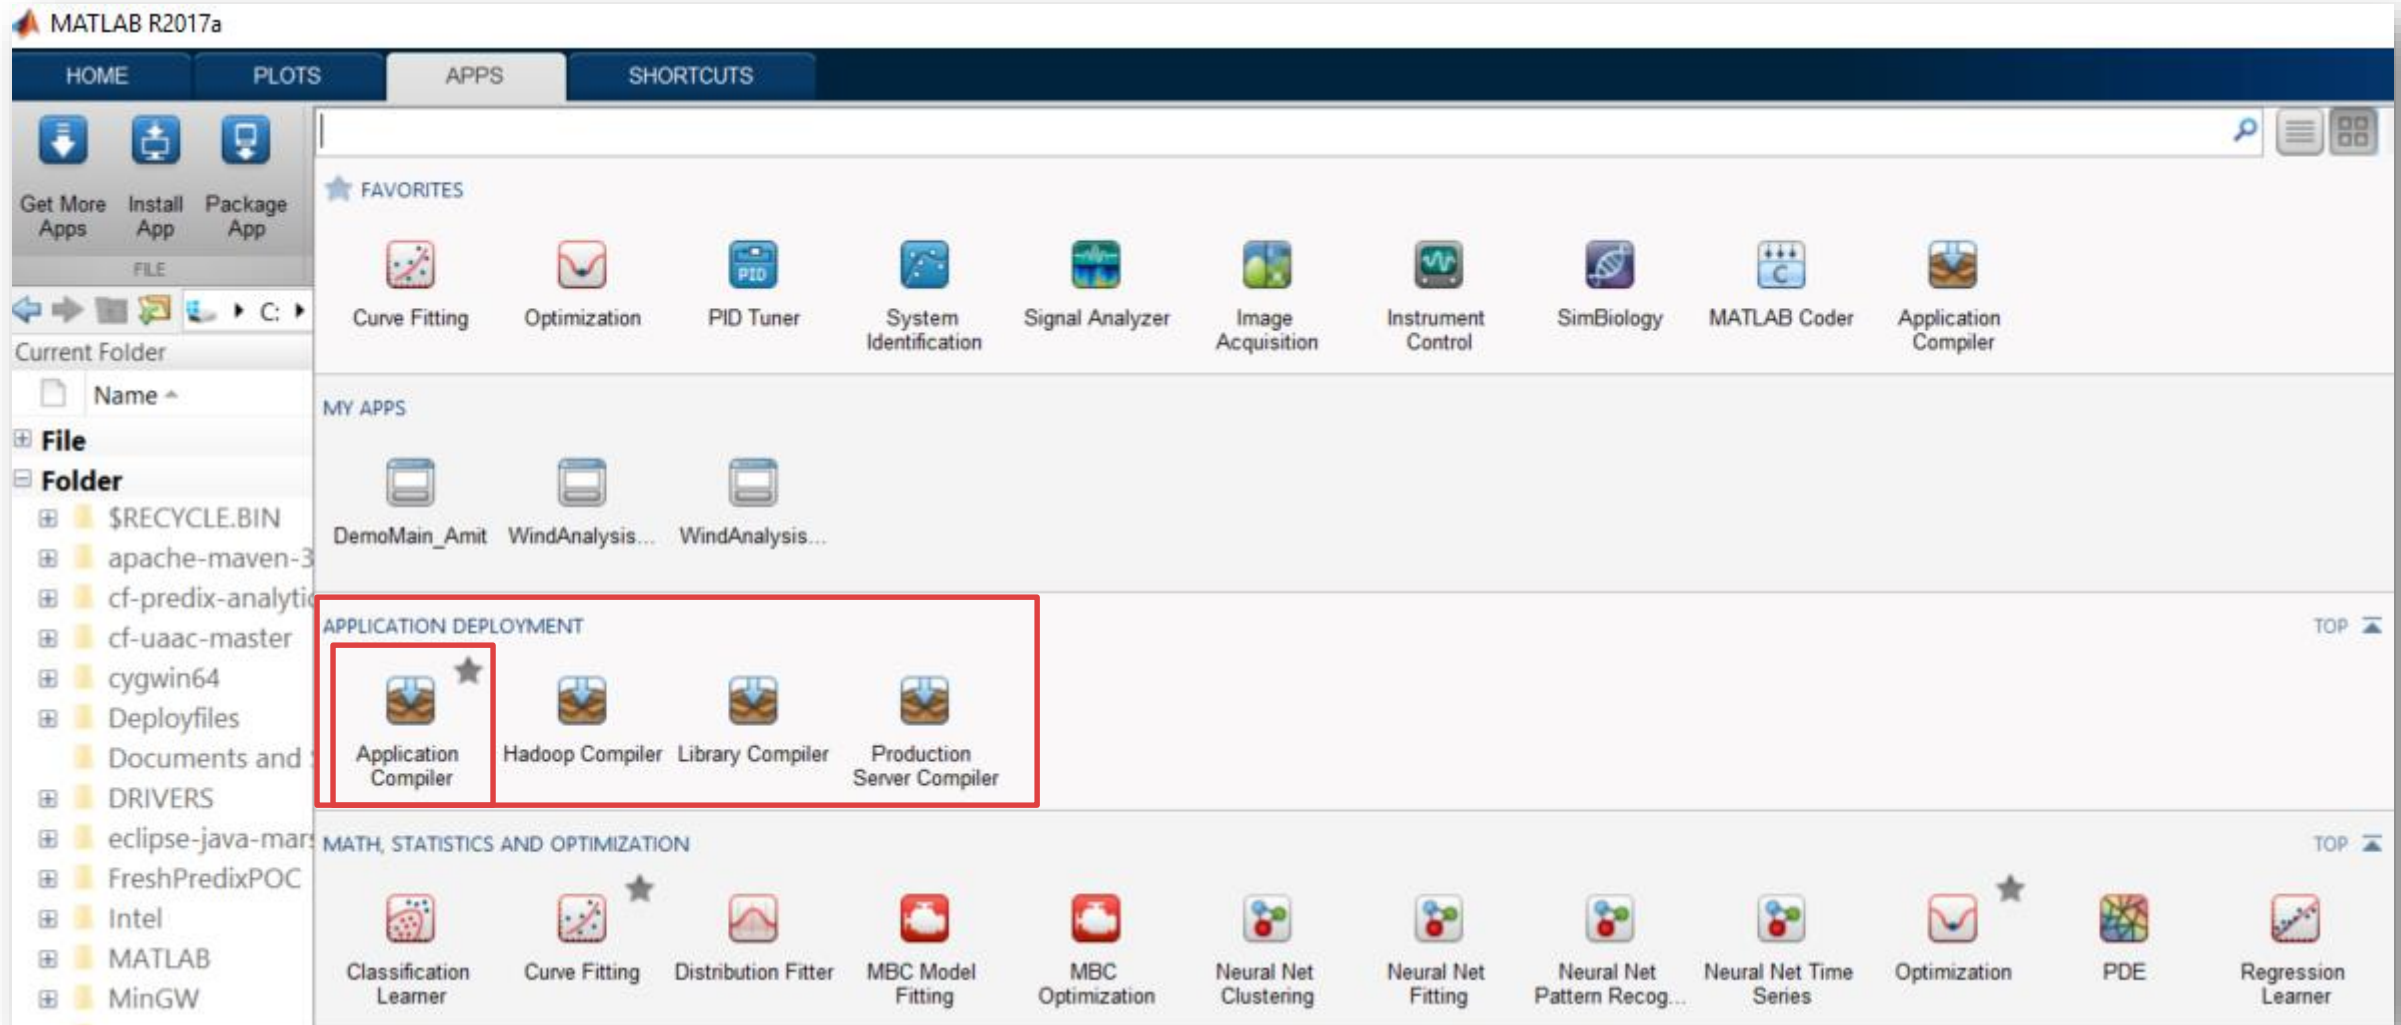 MATLAB R2017a
HOME
PLOTS
APPS
SHORTCUTS
Get More
Apps
Install
App
Package
App
FILE
C:
Current Folder
Name
File
Folder
$RECYCLE.BIN
apache-maven-3
cf-predix-analytic
cf-uaac-master
cygwin64
Deployfiles
Documents and
DRIVERS
eclipse-java-mars
FreshPredixPOC
Intel
MATLAB
MinGW
FAVORITES
Curve Fitting
Optimization
PID
PID Tuner
System
Identification
Signal Analyzer
Image
Acquisition
Instrument
Control
SimBiology
C
MATLAB Coder
Application
Compiler
MY APPS
DemoMain_Amit
WindAnalysis...
WindAnalysis...
APPLICATION DEPLOYMENT
TOP
Application
Compiler
Hadoop Compiler
Library Compiler
Production
Server Compiler
MATH, STATISTICS AND OPTIMIZATION
TOP
Classification
Learner
Curve Fitting
Distribution Fitter
MBC Model
Fitting
MBC
Optimization
Neural Net
Clustering
Neural Net
Fitting
Neural Net
Pattern Recog...
Neural Net Time
Series
Optimization
PDE
Regression
Learner